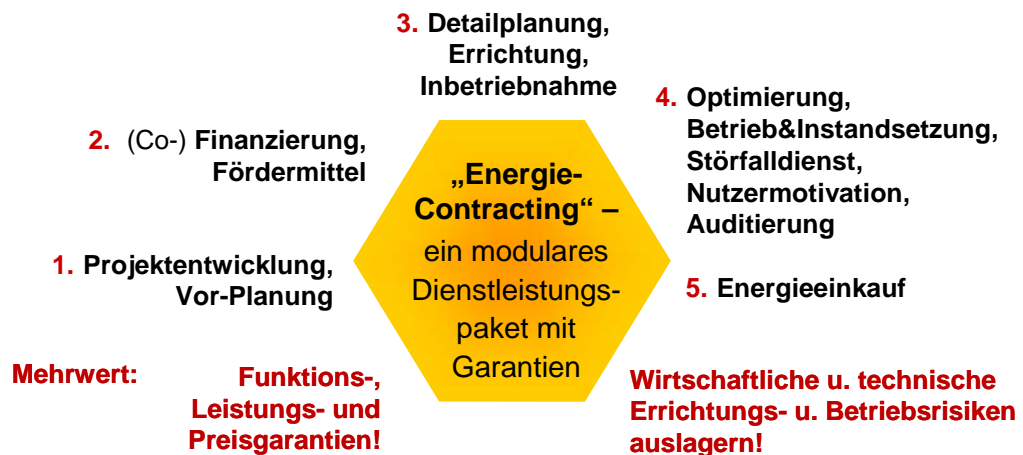 3. Detailplanung,
Errichtung,
Inbetriebnahme
2. (Co-) Finanzierung,
Fördermittel
4. Optimierung,
Betrieb&Instandsetzung,
Störfalldienst,
Nutzermotivation,
Auditierung
„Energie-
Contracting“ –
ein modulares
Dienstleistungs-
paket mit
Garantien
1. Projektentwicklung,
Vor-Planung
5. Energieeinkauf
Mehrwert:
Funktions-,
Leistungs- und
Preisgarantien!
Wirtschaftliche u. technische
Errichtungs- u. Betriebsrisiken
auslagern!